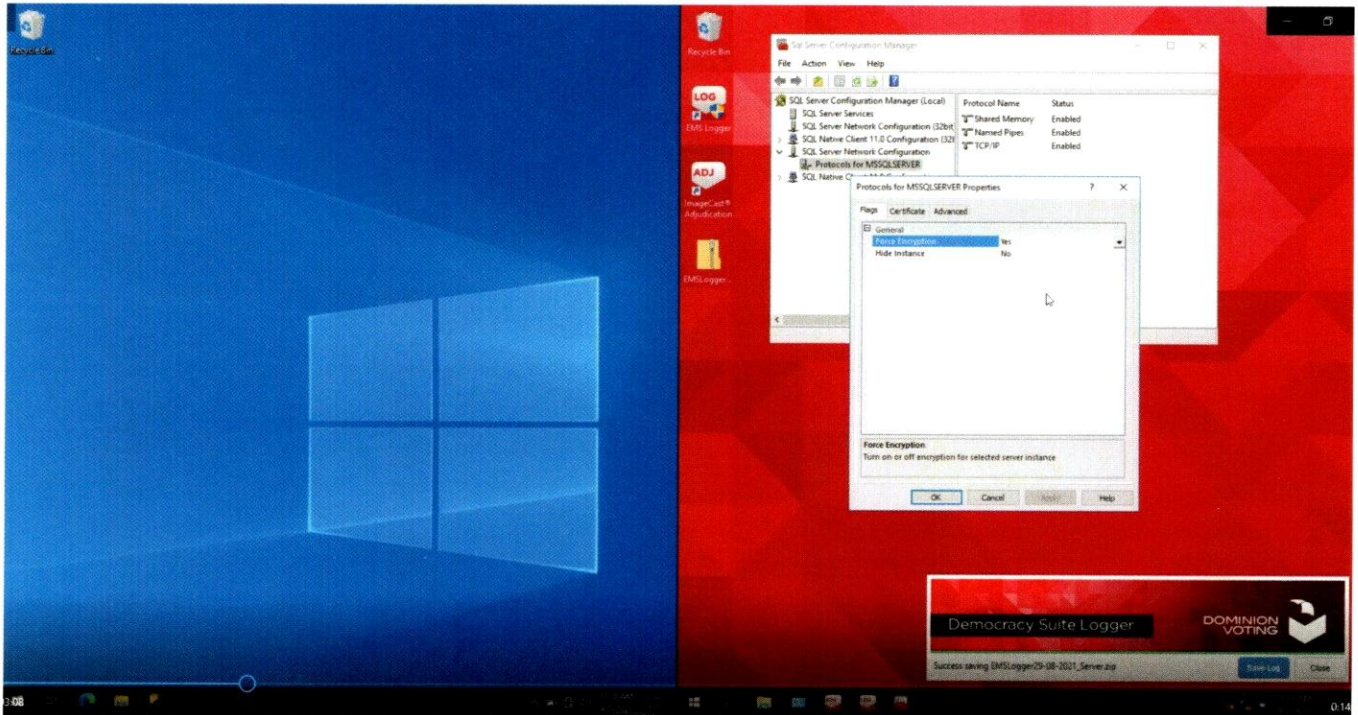 Recycle Bin
Recycle Bin
LOG
EMS Logger
ADJ
ImageCast®
Adjudication
EMSLogger...
Sql Server Configuration Manager
File Action View Help
SQL Server Configuration Manager (Local)
SQL Server Services
SQL Server Network Configuration (32bit
SQL Native Client 11.0 Configuration (32
SQL Server Network Configuration
Protocols for MSSQLSERVER
SQL Native
Protocol Name Status
Shared Memory Enabled
Named Pipes Enabled
TCP/IP Enabled
Protocols for MSSQLSERVER Properties ? ×
Flags Certificate Advanced
General
Force Encryption Yes
Hide Instance No
Force Encryption
Turn on or off encryption for selected server instance
OK Cancel Apply Help
Democracy Suite Logger
DOMINION
VOTING
Success saving EMSLogger29-08-2021_Server.zip
Save Log Close
0:14